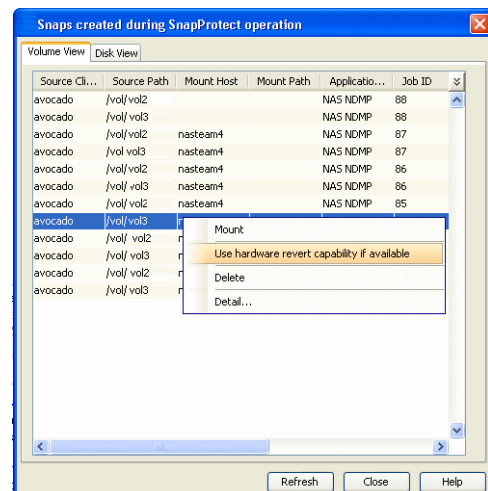 Snaps created during SnapProtect operation
Volume View Disk View
Source Cli... Source Path Mount Host Mount Path Applicatio... Job ID
avocado /vol/vol2 NAS NDMP 88
avocado /vol/vol3 NAS NDMP 88
avocado /vol/vol2 nasteam4 NAS NDMP 87
avocado /vol vol3 nasteam4 NAS NDMP 87
avocado /vol/vol2 nasteam4 NAS NDMP 86
avocado /vol/ vol3 nasteam4 NAS NDMP 86
avocado /vol/vol2 nasteam4 NAS NDMP 85
avocado /vol/vol3
avocado /vol/ vol2
avocado /vol/ vol3
avocado /vol/vol2
avocado /vol/ vol3
Mount
Use hardware revert capability if available
Delete
Detail...
Refresh Close Help